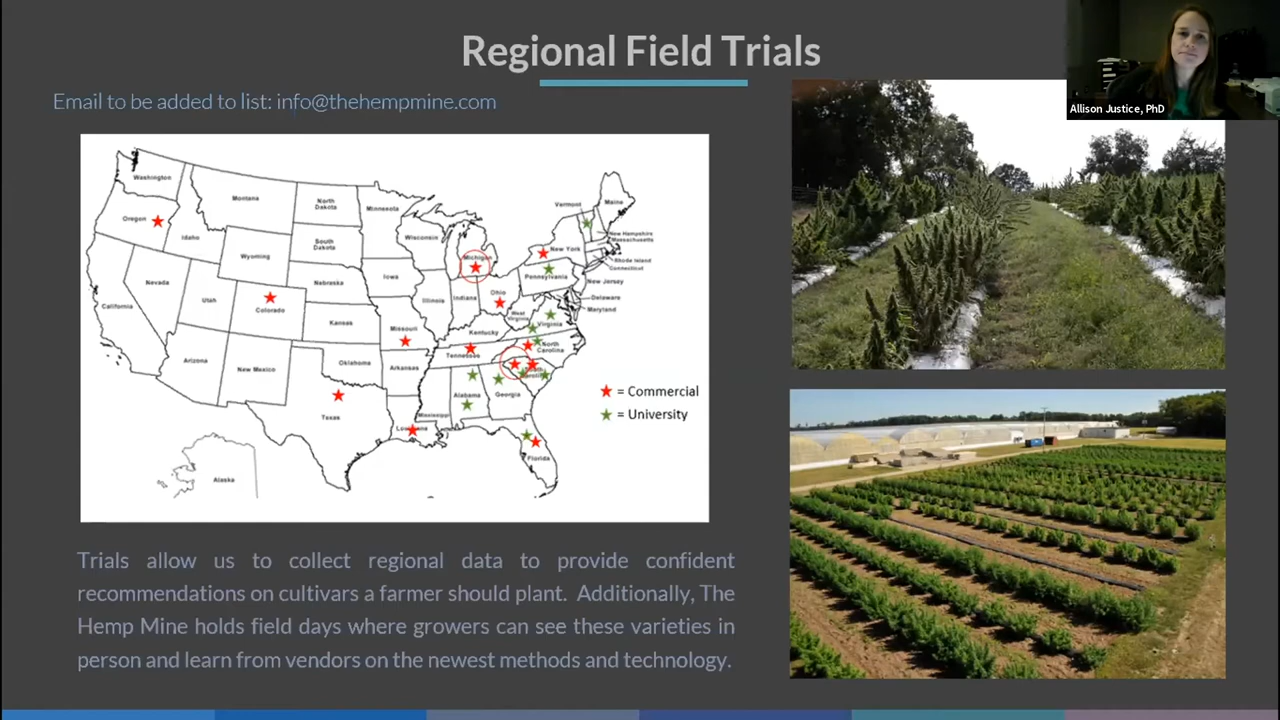 Regional Field Trials
Email to be added to list: info@thehempmine.com
Allison Justice, PhD
Washington
Oregon
Idaho
Montana
North Dakota
South Dakota
Minnesota
Wisconsin
Michigan
Wyoming
Nebraska
Iowa
Nevada
Utah
Colorado
Kansas
Missouri
Illinois
Indiana
Ohio
California
Arizona
New Mexico
Oklahoma
Arkansas
Texas
Louisiana
Mississippi
Alabama
Georgia
Florida
Tennessee
Kentucky
West Virginia
Virginia
North Carolina
South Carolina
Pennsylvania
New York
Vermont
Maine
New Hampshire
Massachusetts
Rhode Island
Connecticut
New Jersey
Delaware
Maryland
Alaska
= Commercial
= University
Trials allow us to collect regional data to provide confident
recommendations on cultivars a farmer should plant. Additionally, The
Hemp Mine holds field days where growers can see these varieties in
person and learn from vendors on the newest methods and technology.